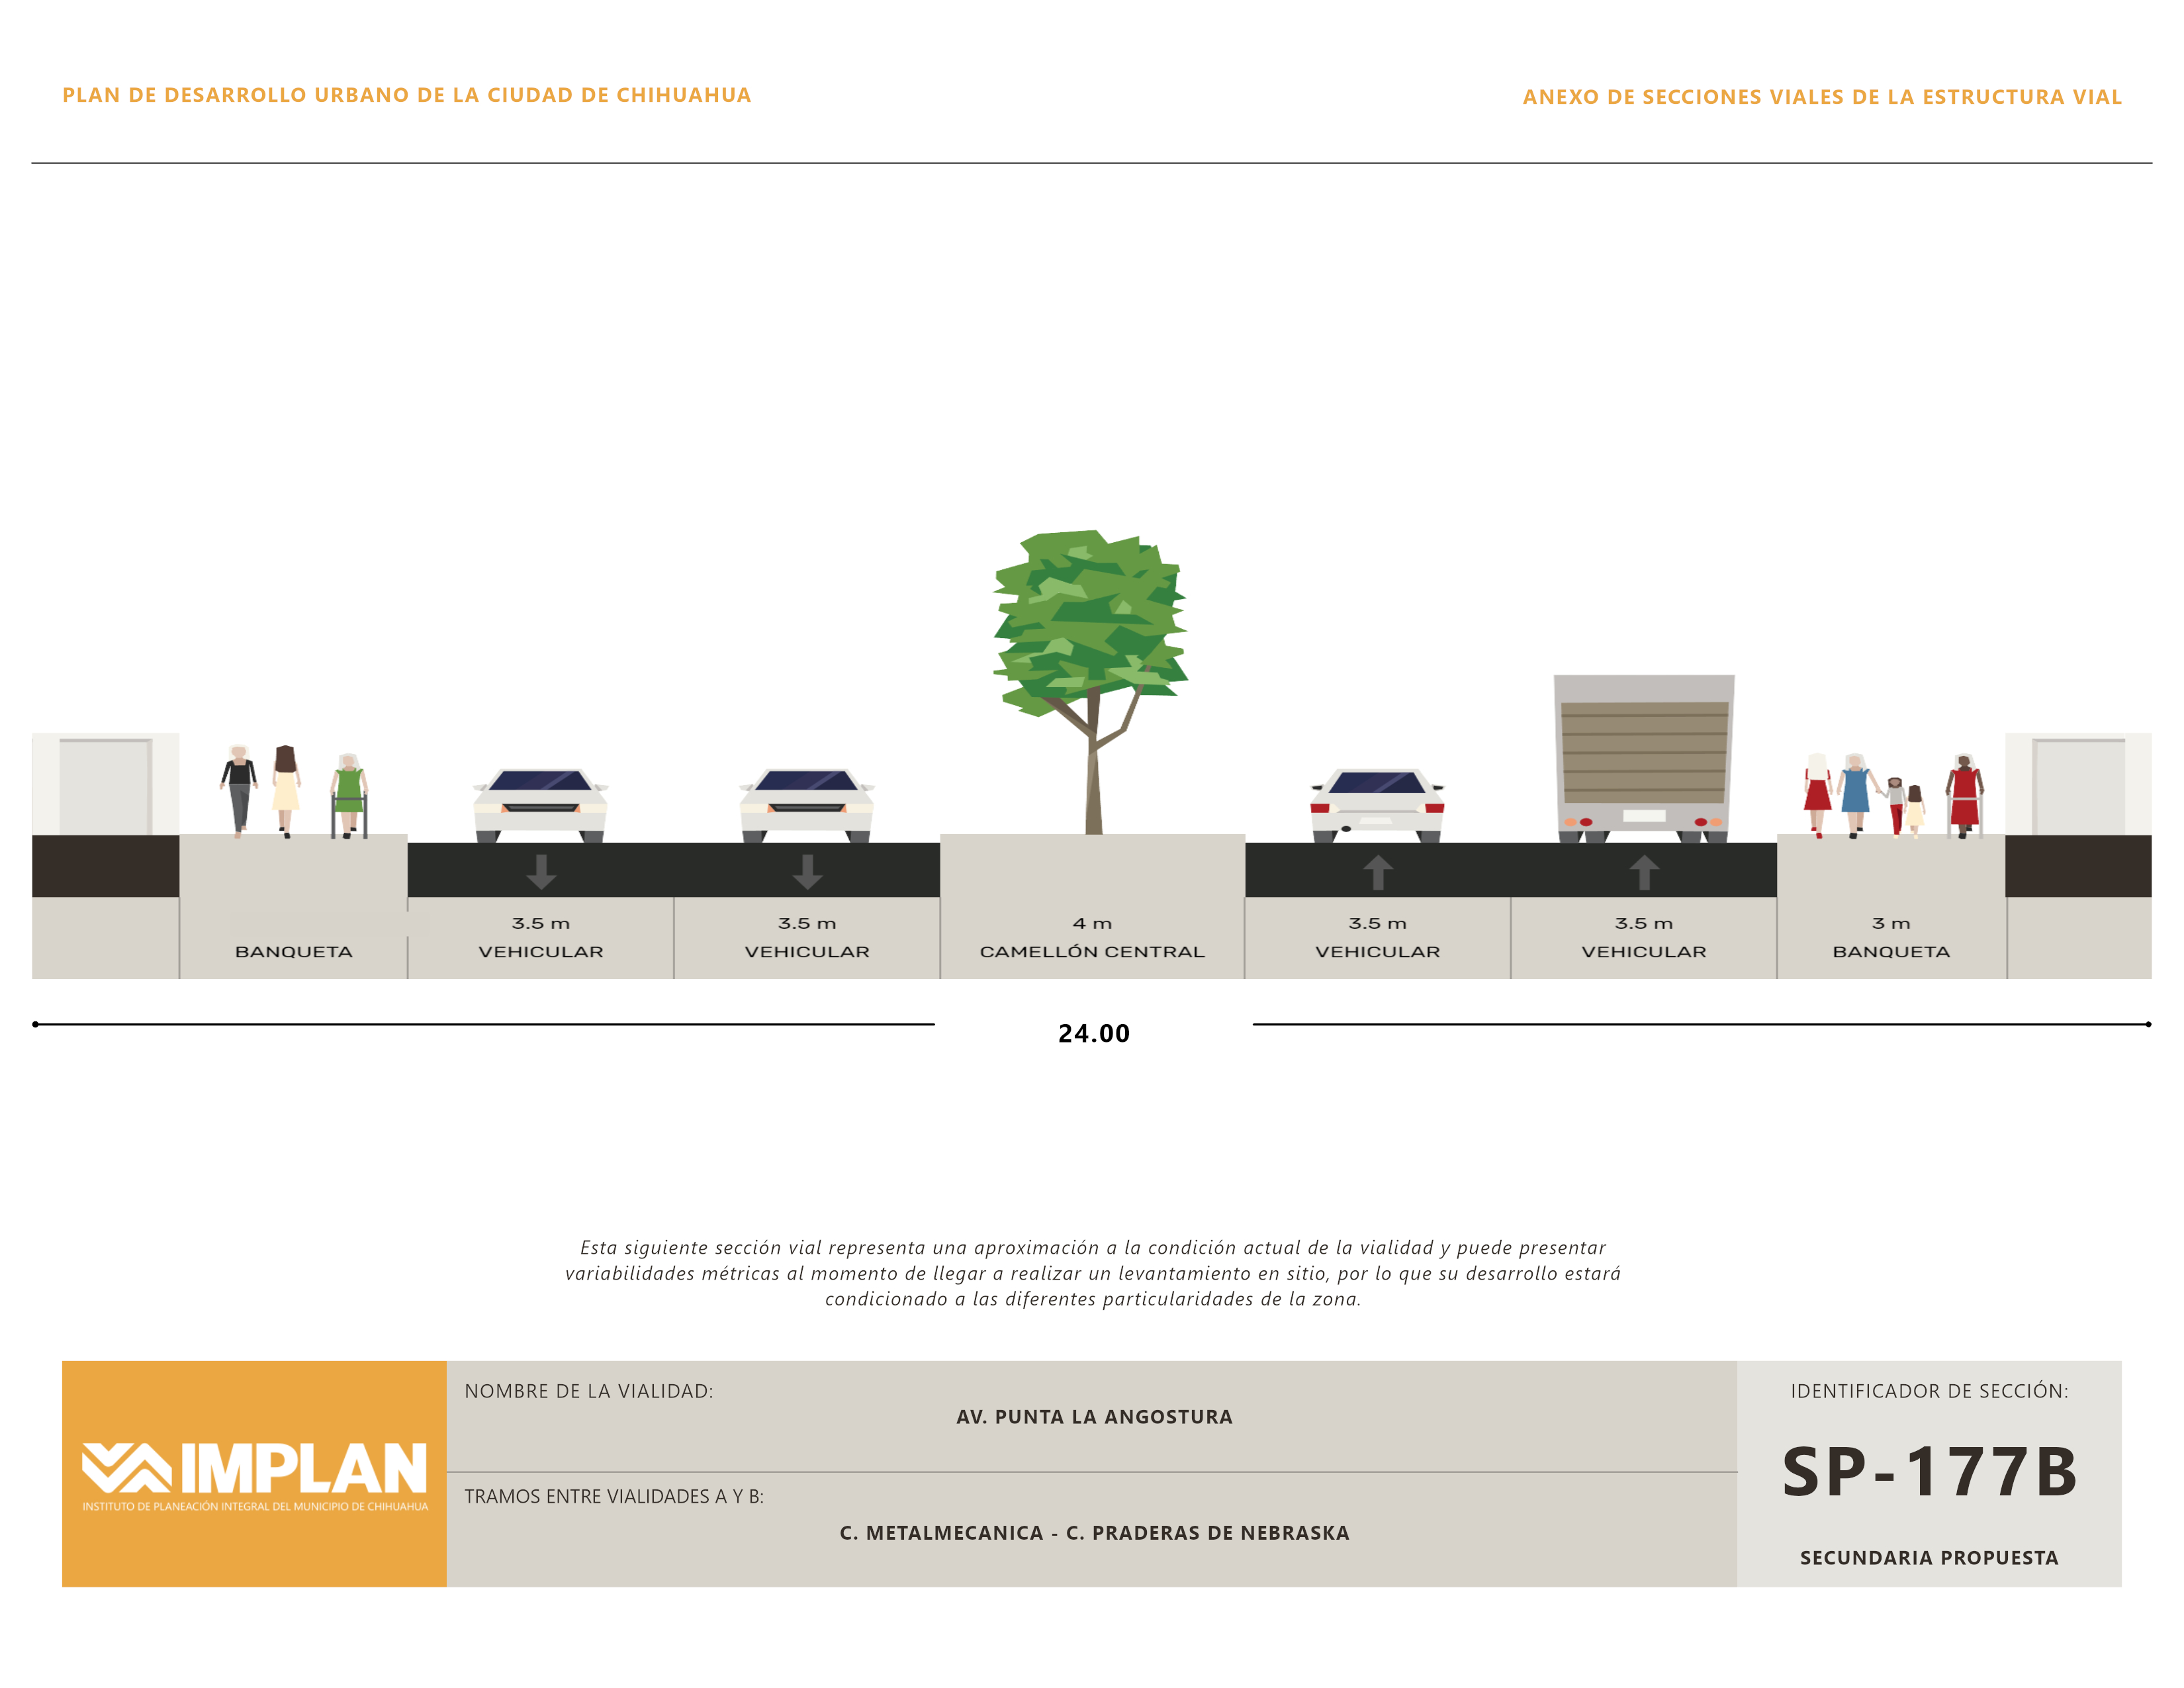 PLAN DE DESARROLLO URBANO DE LA CIUDAD DE CHIHUAHUA
ANEXO DE SECCIONES VIALES DE LA ESTRUCTURA VIAL
BANQUETA
3.5 m
VEHICULAR
3.5 m
VEHICULAR
4 m
CAMELLÓN CENTRAL
3.5 m
VEHICULAR
3.5 m
VEHICULAR
3 m
BANQUETA
24.00
Esta siguiente sección vial representa una aproximación a la condición actual de la vialidad y puede presentar
variabilidades métricas al momento de llegar a realizar un levantamiento en sitio, por lo que su desarrollo estará
condicionado a las diferentes particularidades de la zona.
IMPLAN
INSTITUTO DE PLANEACIÓN INTEGRAL DEL MUNICIPIO DE CHIHUAHUA
NOMBRE DE LA VIALIDAD:
AV. PUNTA LA ANGOSTURA
TRAMOS ENTRE VIALIDADES A Y B:
C. METALMECANICA - C. PRADERAS DE NEBRASKA
IDENTIFICADOR DE SECCIÓN:
SP-177B
SECUNDARIA PROPUESTA